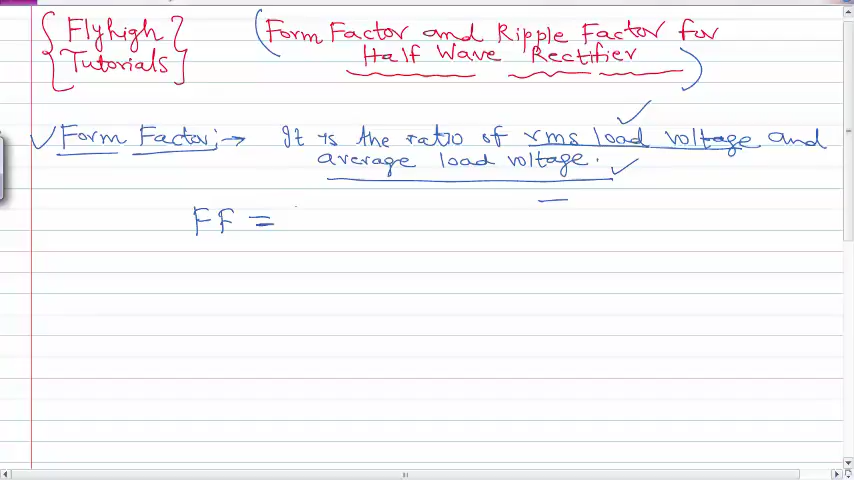 Flyhigh
Tutorials
(Form Factor and Ripple Factor for
Half Wave Rectifier)
Form Factor:→ It is the ratio of rms load voltage and
average load voltage.
FF =